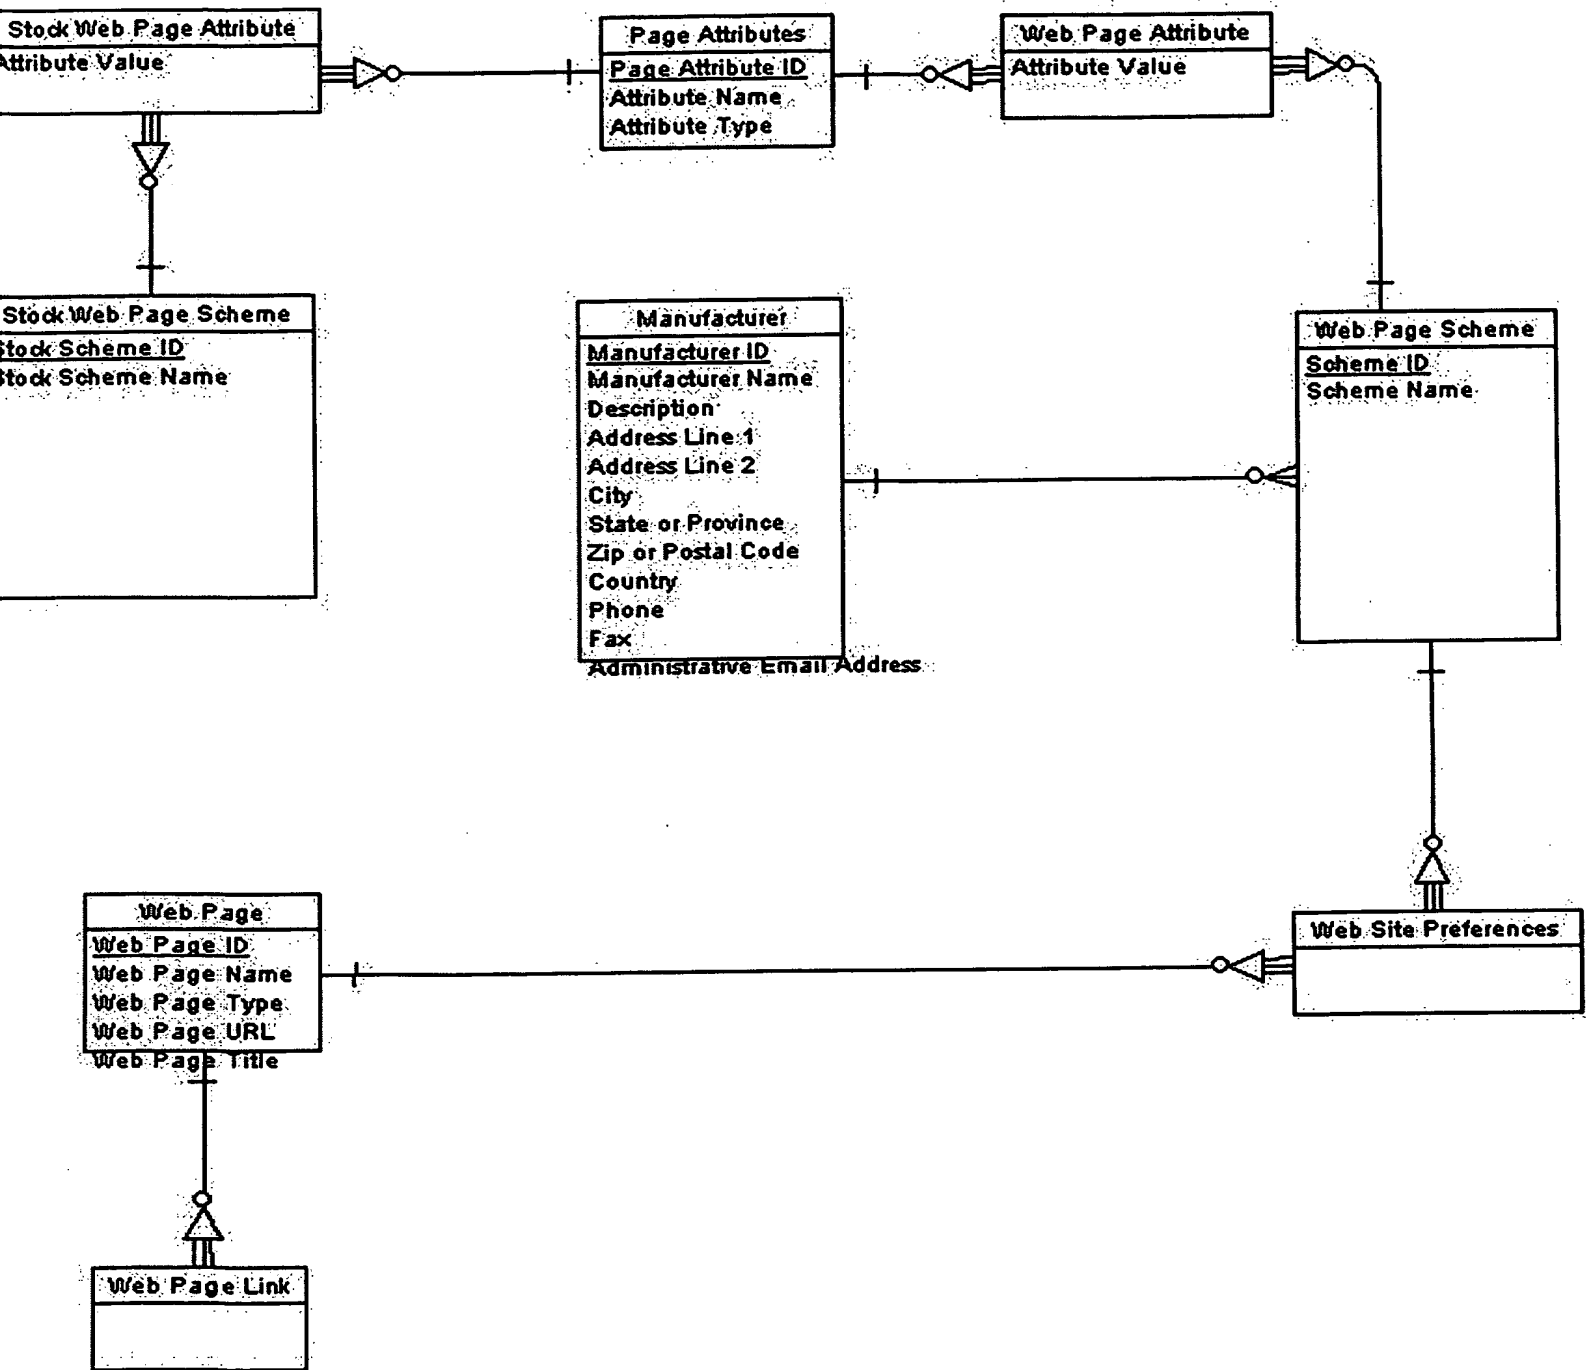 Stock Web Page Attribute
Attribute Value
Page Attributes
Page Attribute ID
Attribute Name
Attribute Type
Web Page Attribute
Attribute Value
Stock Web Page Scheme
Stock Scheme ID
Stock Scheme Name
Manufacturer
Manufacturer ID
Manufacturer Name
Description
Address Line 1
Address Line 2
City
State or Province
Zip or Postal Code
Country
Phone
Fax
Administrative Email Address
Web Page Scheme
Scheme ID
Scheme Name
Web Page
Web Page ID
Web Page Name
Web Page Type
Web Page URL
Web Page Title
Web Site Preferences
Web Page Link